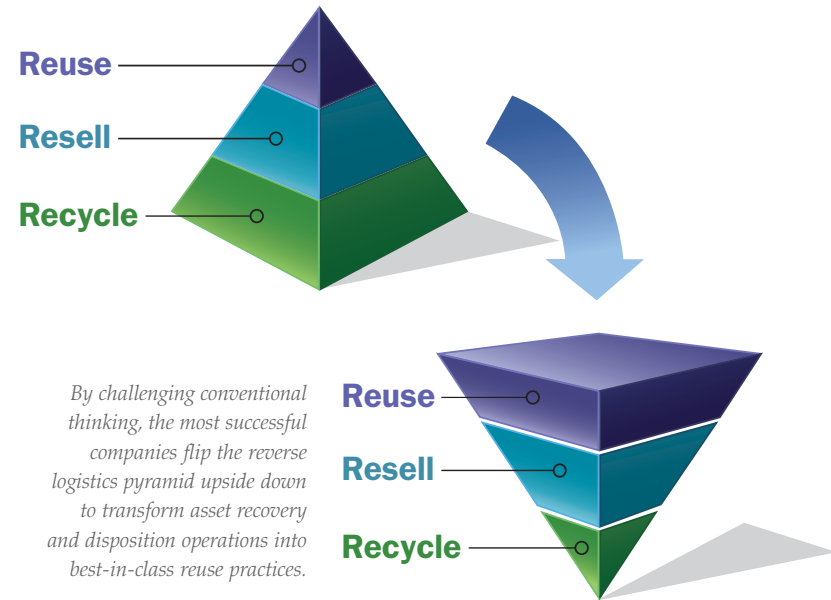 Reuse
Resell
Recycle
By challenging conventional
thinking, the most successful
companies flip the reverse
logistics pyramid upside down
to transform asset recovery
and disposition operations into
best-in-class reuse practices.
Reuse
Resell
Recycle